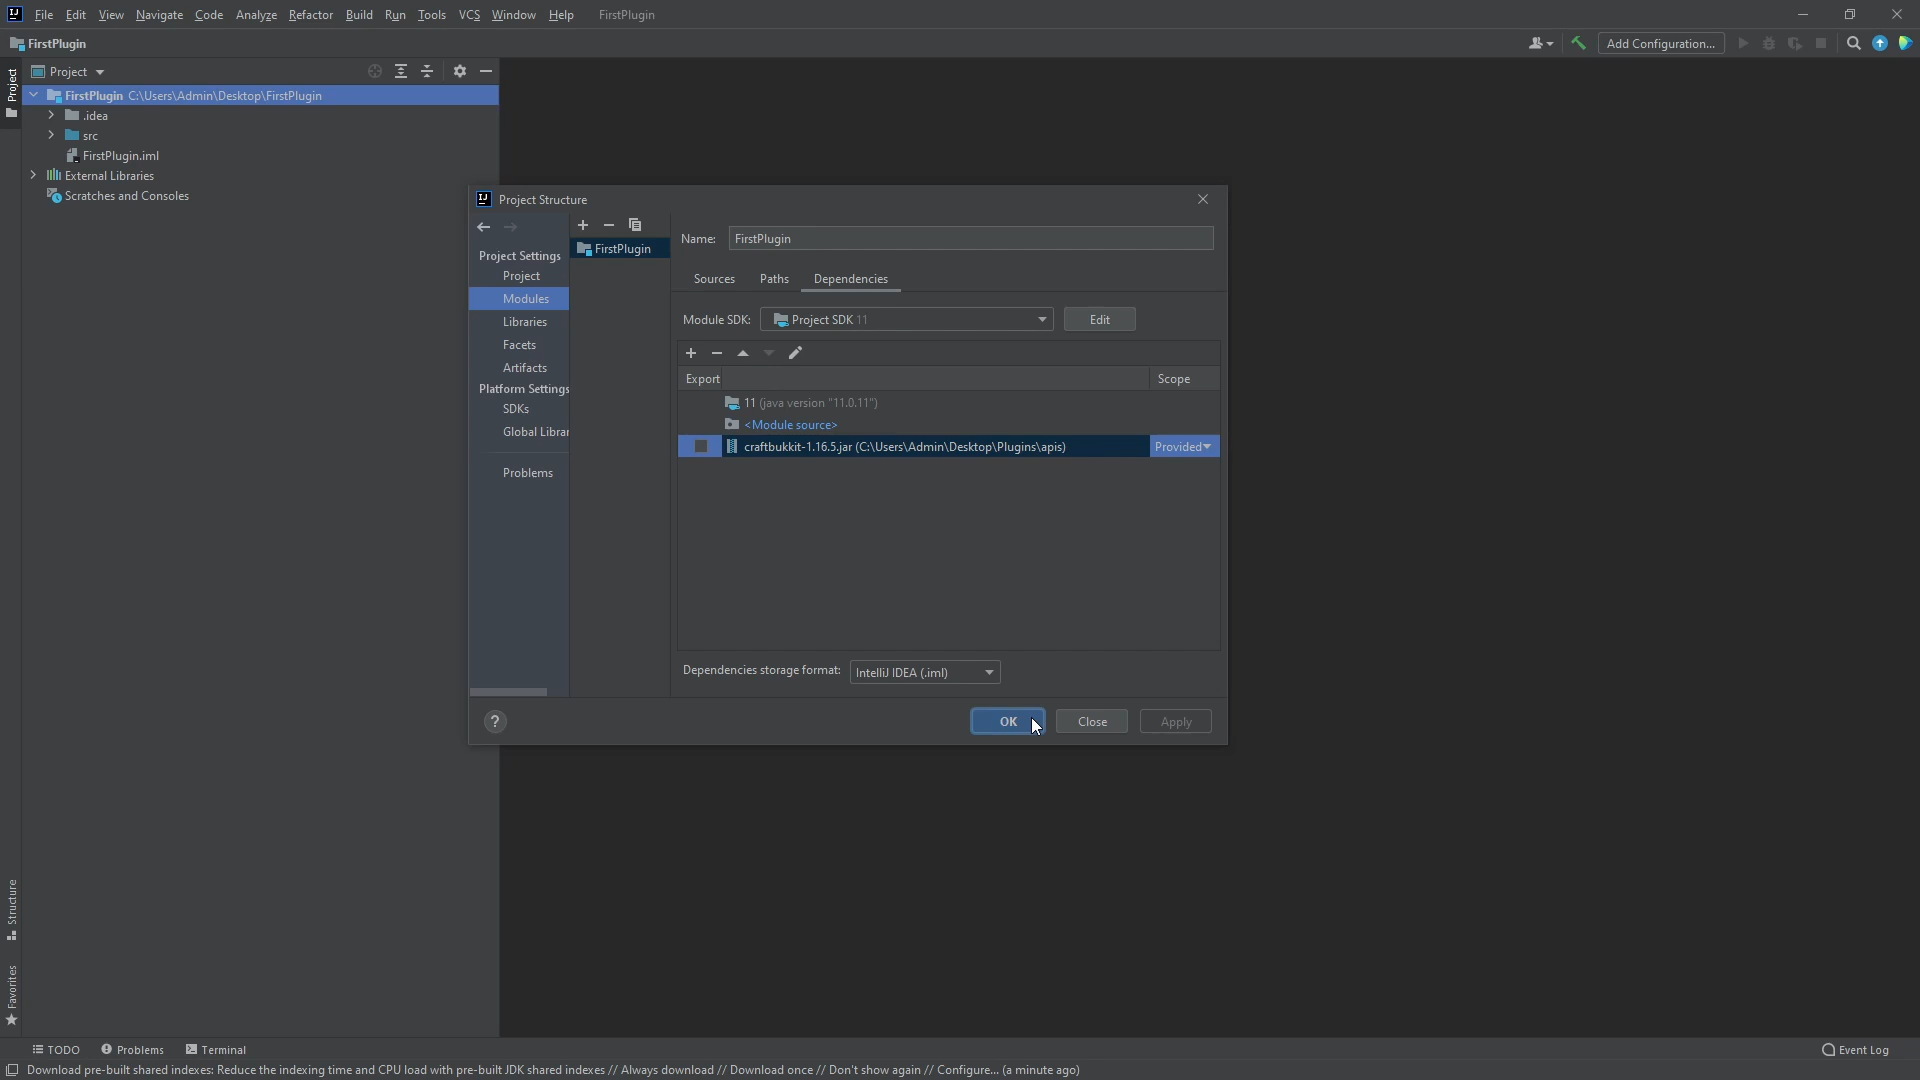 File Edit View Navigate Code Analyze Refactor Build Run Tools VCS Window Help FirstPlugin
FirstPlugin
Add Configuration...
Project
Project
FirstPlugin C:\Users\Admin\Desktop\FirstPlugin
.idea
src
FirstPlugin.iml
External Libraries
Scratches and Consoles
Project Structure
Project Settings
Project
Modules
Libraries
Facets
Artifacts
Platform Settings
SDKs
Global Librar
Problems
FirstPlugin
Name: FirstPlugin
Sources Paths Dependencies
Module SDK: Project SDK 11 Edit
Export Scope
11 (java version "11.0.11")
<Module source>
craftbukkit-1.16.5.jar (C:\Users\Admin\Desktop\Plugins\apis) Provided
Dependencies storage format: IntelliJ IDEA (.iml)
? OK Close Apply
Structure
Favorites
TODO Problems Terminal Event Log
Download pre-built shared indexes: Reduce the indexing time and CPU load with pre-built JDK shared indexes // Always download // Download once // Don't show again // Configure... (a minute ago)